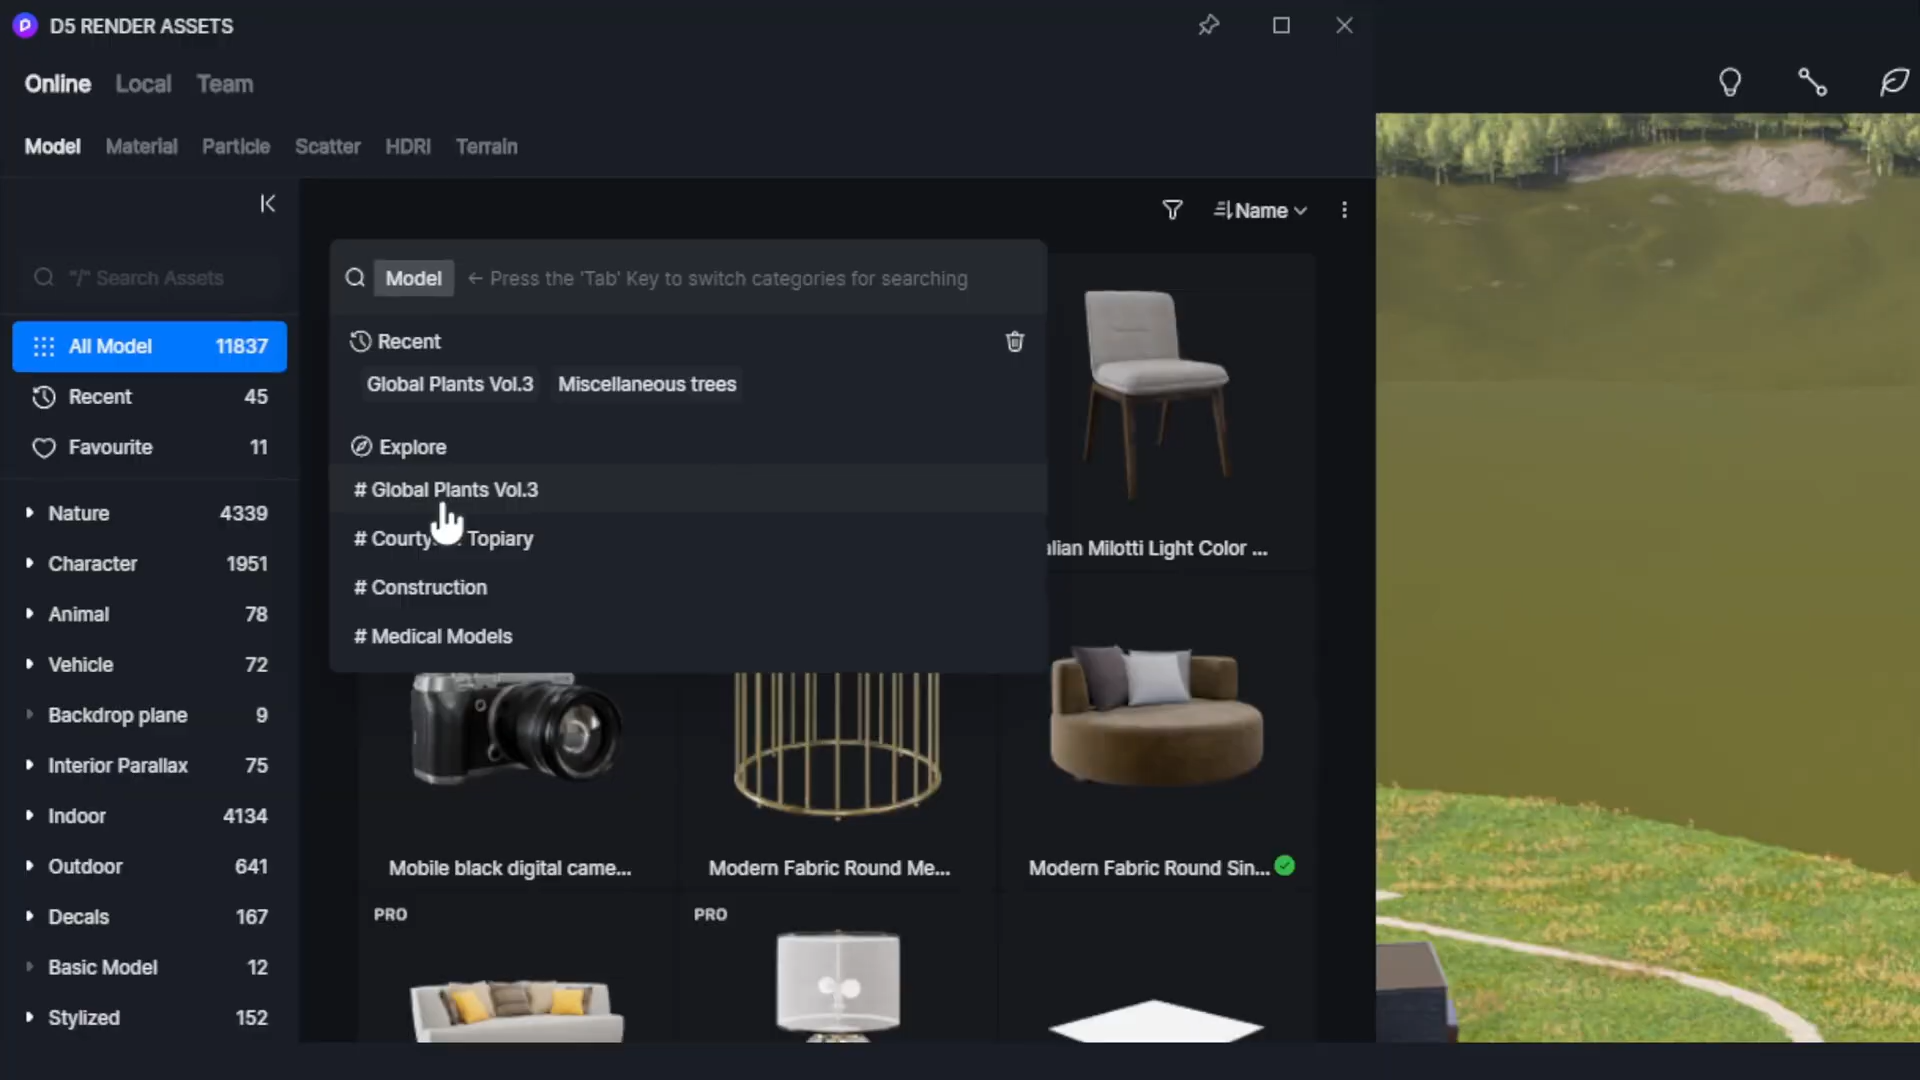 D5 RENDER ASSETS
Online Local Team
Model Material Particle Scatter HDRI Terrain
Name
"/" Search Assets
Model ← Press the 'Tab' Key to switch categories for searching
All Model 11837
Recent 45
Favourite 11
Nature 4339
Character 1951
Animal 78
Vehicle 72
Backdrop plane 9
Interior Parallax 75
Indoor 4134
Outdoor 641
Decals 167
Basic Model 12
Stylized 152
Recent
Global Plants Vol.3 Miscellaneous trees
Explore
# Global Plants Vol.3
# Courty Topiary
# Construction
# Medical Models
alian Milotti Light Color ...
Mobile black digital came...
Modern Fabric Round Me...
Modern Fabric Round Sin...
PRO
PRO